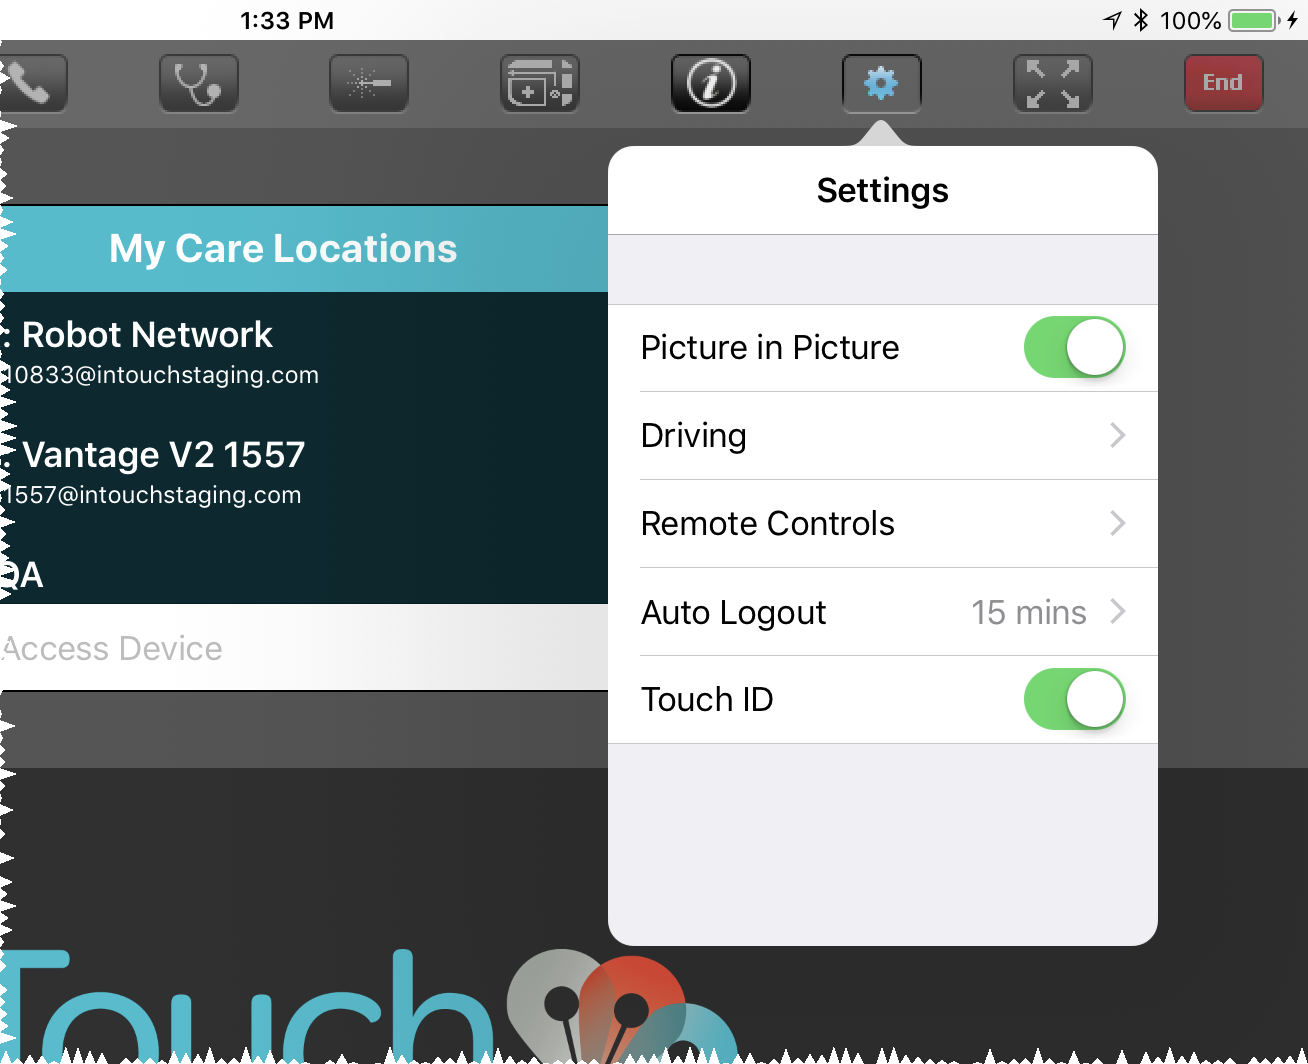 1:33 PM
100%
End
Settings
My Care Locations
: Robot Network
10833@intouchstaging.com
: Vantage V2 1557
1557@intouchstaging.com
QA
Access Device
Picture in Picture
Driving
Remote Controls
Auto Logout 15 mins
Touch ID
Touch